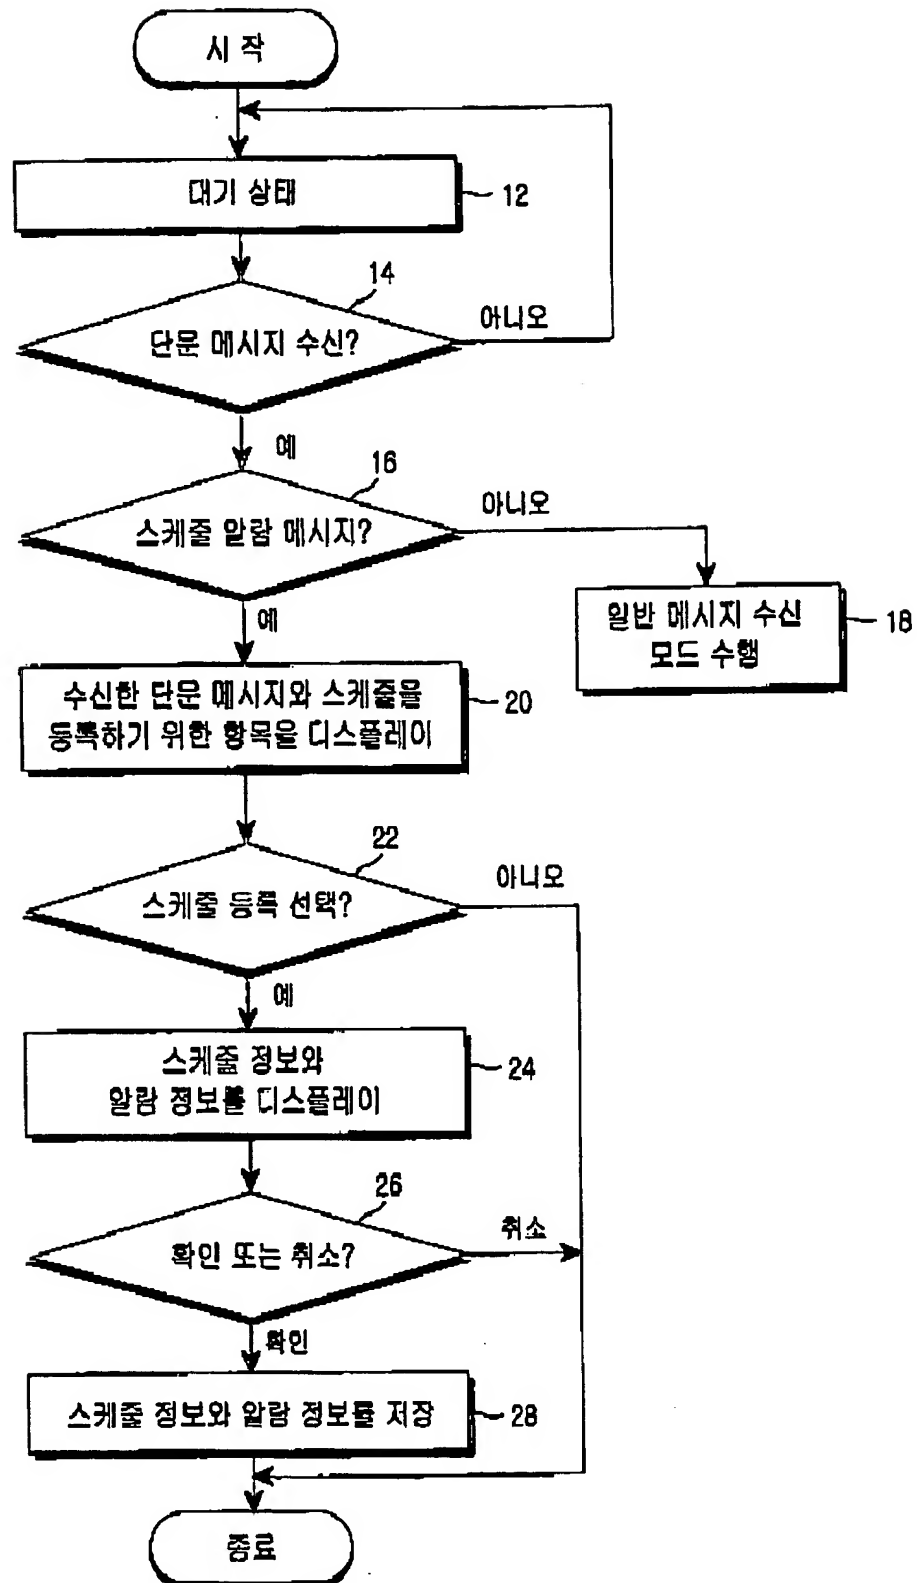 시 작
대기 상태
12
14
단문 메시지 수신?
아니오
예
16
스케줄 알람 메시지?
아니오
예
일반 메시지 수신
모드 수행
18
수신한 단문 메시지와 스케줄을
등록하기 위한 항목을 디스플레이
20
22
스케줄 등록 선택?
아니오
예
스케줄 정보와
알람 정보를 디스플레이
24
26
확인 또는 취소?
취소
확인
스케줄 정보와 알람 정보를 저장
28
종료